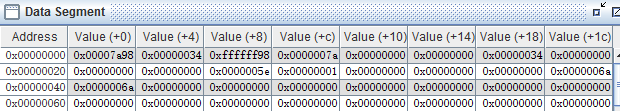 Data Segment
Address Value (+0) Value (+4) Value (+8) Value (+c) Value (+10) Value (+14) Value (+18) Value (+1c)
0x00000000 0x00007a98 0x00000034 0xffffff98 0x0000007a 0x00000000 0x00000000 0x00000034 0x00000000
0x00000020 0x00000000 0x0000005e 0x00000001 0x00000000 0x00000000 0x00000000 0x00000000 0x0000006a
0x00000040 0x0000006a 0x00000000 0x00000000 0x00000000 0x00000000 0x00000000 0x00000000 0x00000000
0x00000060 0x00000000 0x00000000 0x00000000 0x00000000 0x00000000 0x00000000 0x00000000 0x00000000